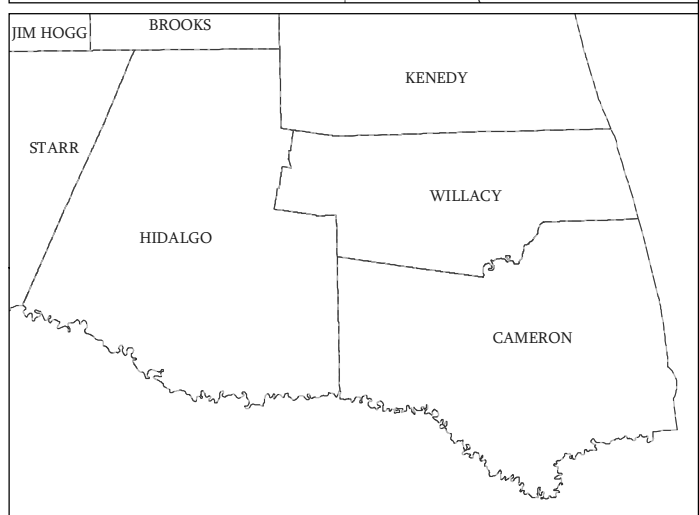 JIM HOGG
BROOKS
KENEDY
STARR
WILLACY
HIDALGO
CAMERON